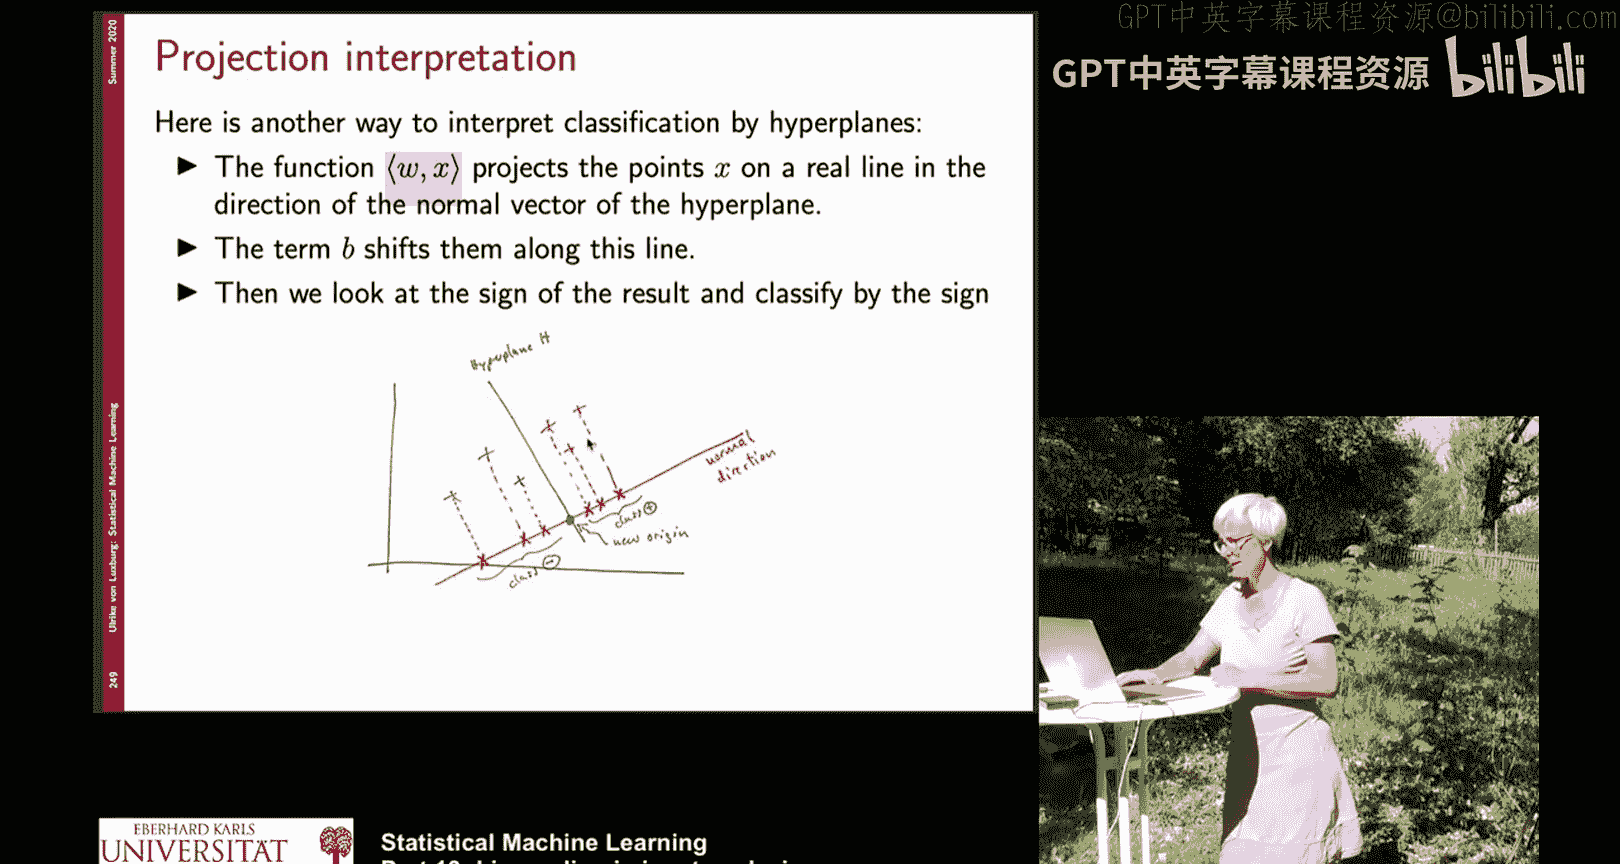 GPT中英字幕课程资源@bilibili.com
GPT中英字幕课程资源 bilibili
Summer 2020
Projection interpretation
Here is another way to interpret classification by hyperplanes:
▶ The function ⟨w, x⟩ projects the points x on a real line in the
direction of the normal vector of the hyperplane.
▶ The term b shifts them along this line.
▶ Then we look at the sign of the result and classify by the sign
Hyperplane H
normal
direction
class ⊕
new origin
class ⊖
Ulrike von Luxburg: Statistical Machine Learning
249
EBERHARD KARLS
UNIVERSITÄT
Statistical Machine Learning